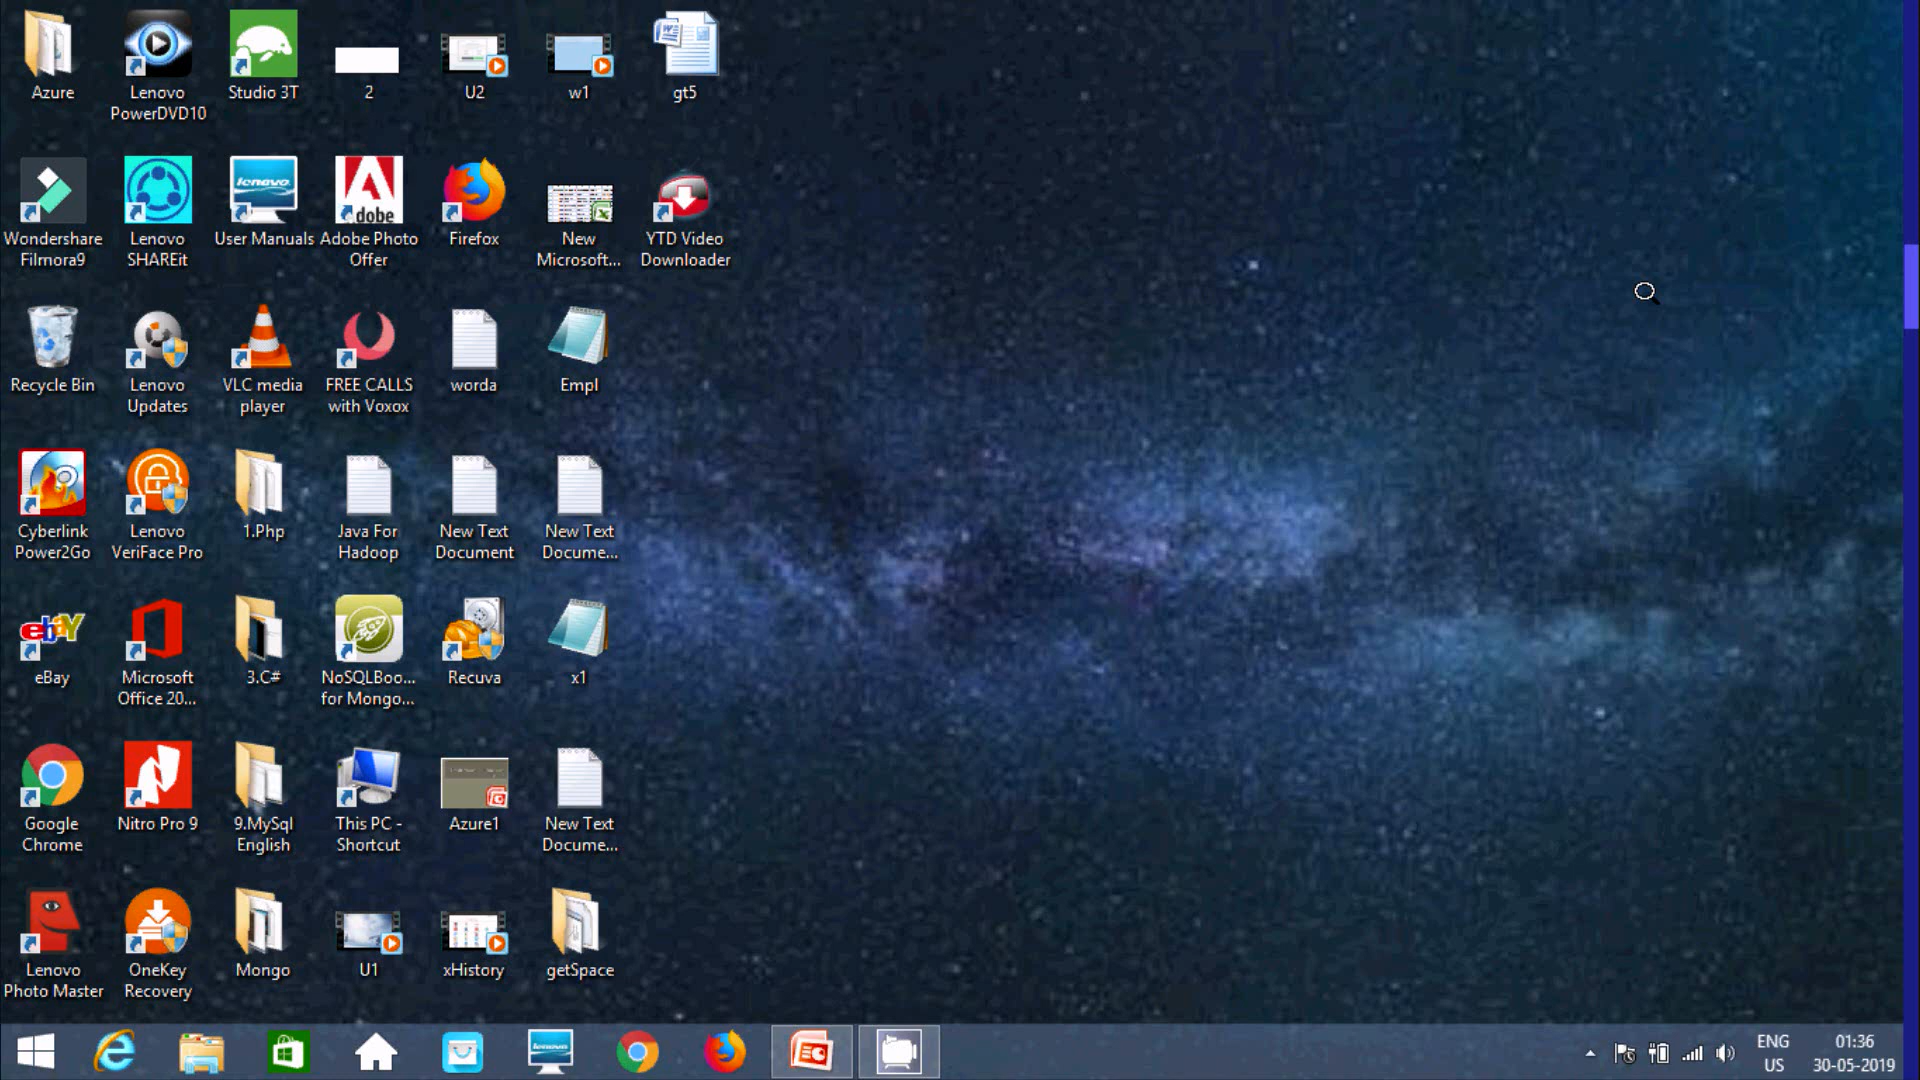 Azure
Lenovo
PowerDVD10
Studio 3T
2
U2
w1
gt5
Wondershare
Filmora9
Lenovo
SHAREit
lenovo
User Manuals
Adobe
Adobe Photo
Offer
Firefox
New
Microsoft...
YTD Video
Downloader
Recycle Bin
Lenovo
Updates
VLC media
player
FREE CALLS
with Voxox
worda
Empl
Cyberlink
Power2Go
Lenovo
VeriFace Pro
1.Php
Java For
Hadoop
New Text
Document
New Text
Docume...
ebaY
eBay
Microsoft
Office 20...
3.C#
NoSQLBoo...
for Mongo...
Recuva
x1
Google
Chrome
Nitro Pro 9
9.MySql
English
This PC -
Shortcut
Azure1
New Text
Docume...
Lenovo
Photo Master
OneKey
Recovery
Mongo
U1
xHistory
getSpace
lenovo
ENG
US
01:36
30-05-2019